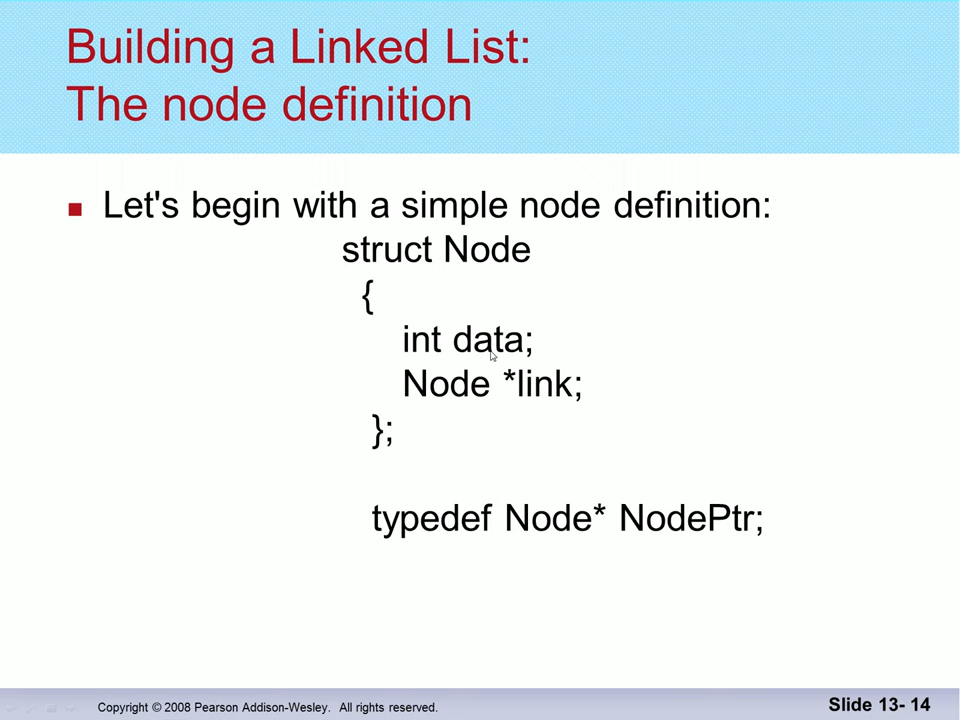 Building a Linked List:
The node definition
Let's begin with a simple node definition:
struct Node
{
int data;
Node *link;
};
typedef Node* NodePtr;
Copyright © 2008 Pearson Addison-Wesley. All rights reserved.
Slide 13- 14